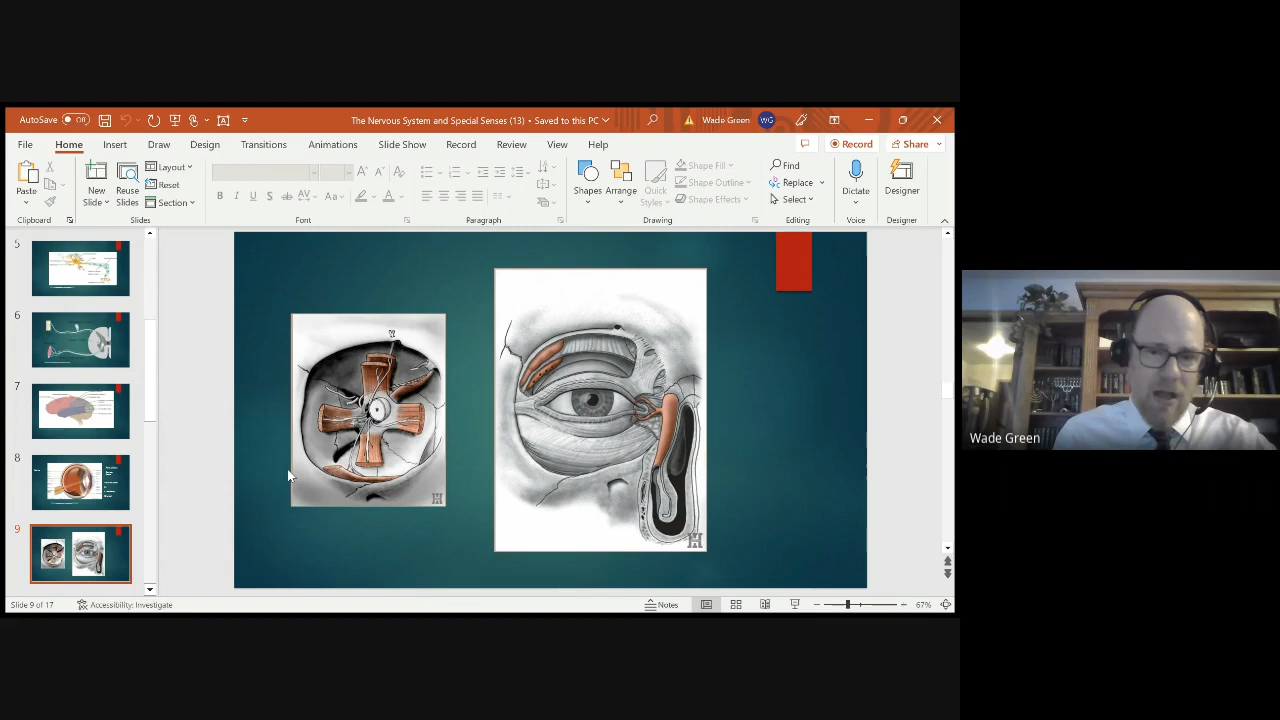 AutoSave Off
The Nervous System and Special Senses (13) • Saved to this PC
Wade Green WG
File Home Insert Draw Design Transitions Animations Slide Show Record Review View Help
Record Share
Paste
New Slide
Reuse Slides
Layout
Reset
Section
B I U S ab AV Aa A
Shapes
Arrange
Quick Styles
Shape Fill
Shape Outline
Shape Effects
Find
Replace
Select
Dictate
Designer
Clipboard Slides Font Paragraph Drawing Editing Voice Designer
5
6
7
8
9
H
H
Wade Green
Slide 9 of 17 Accessibility: Investigate Notes 67%